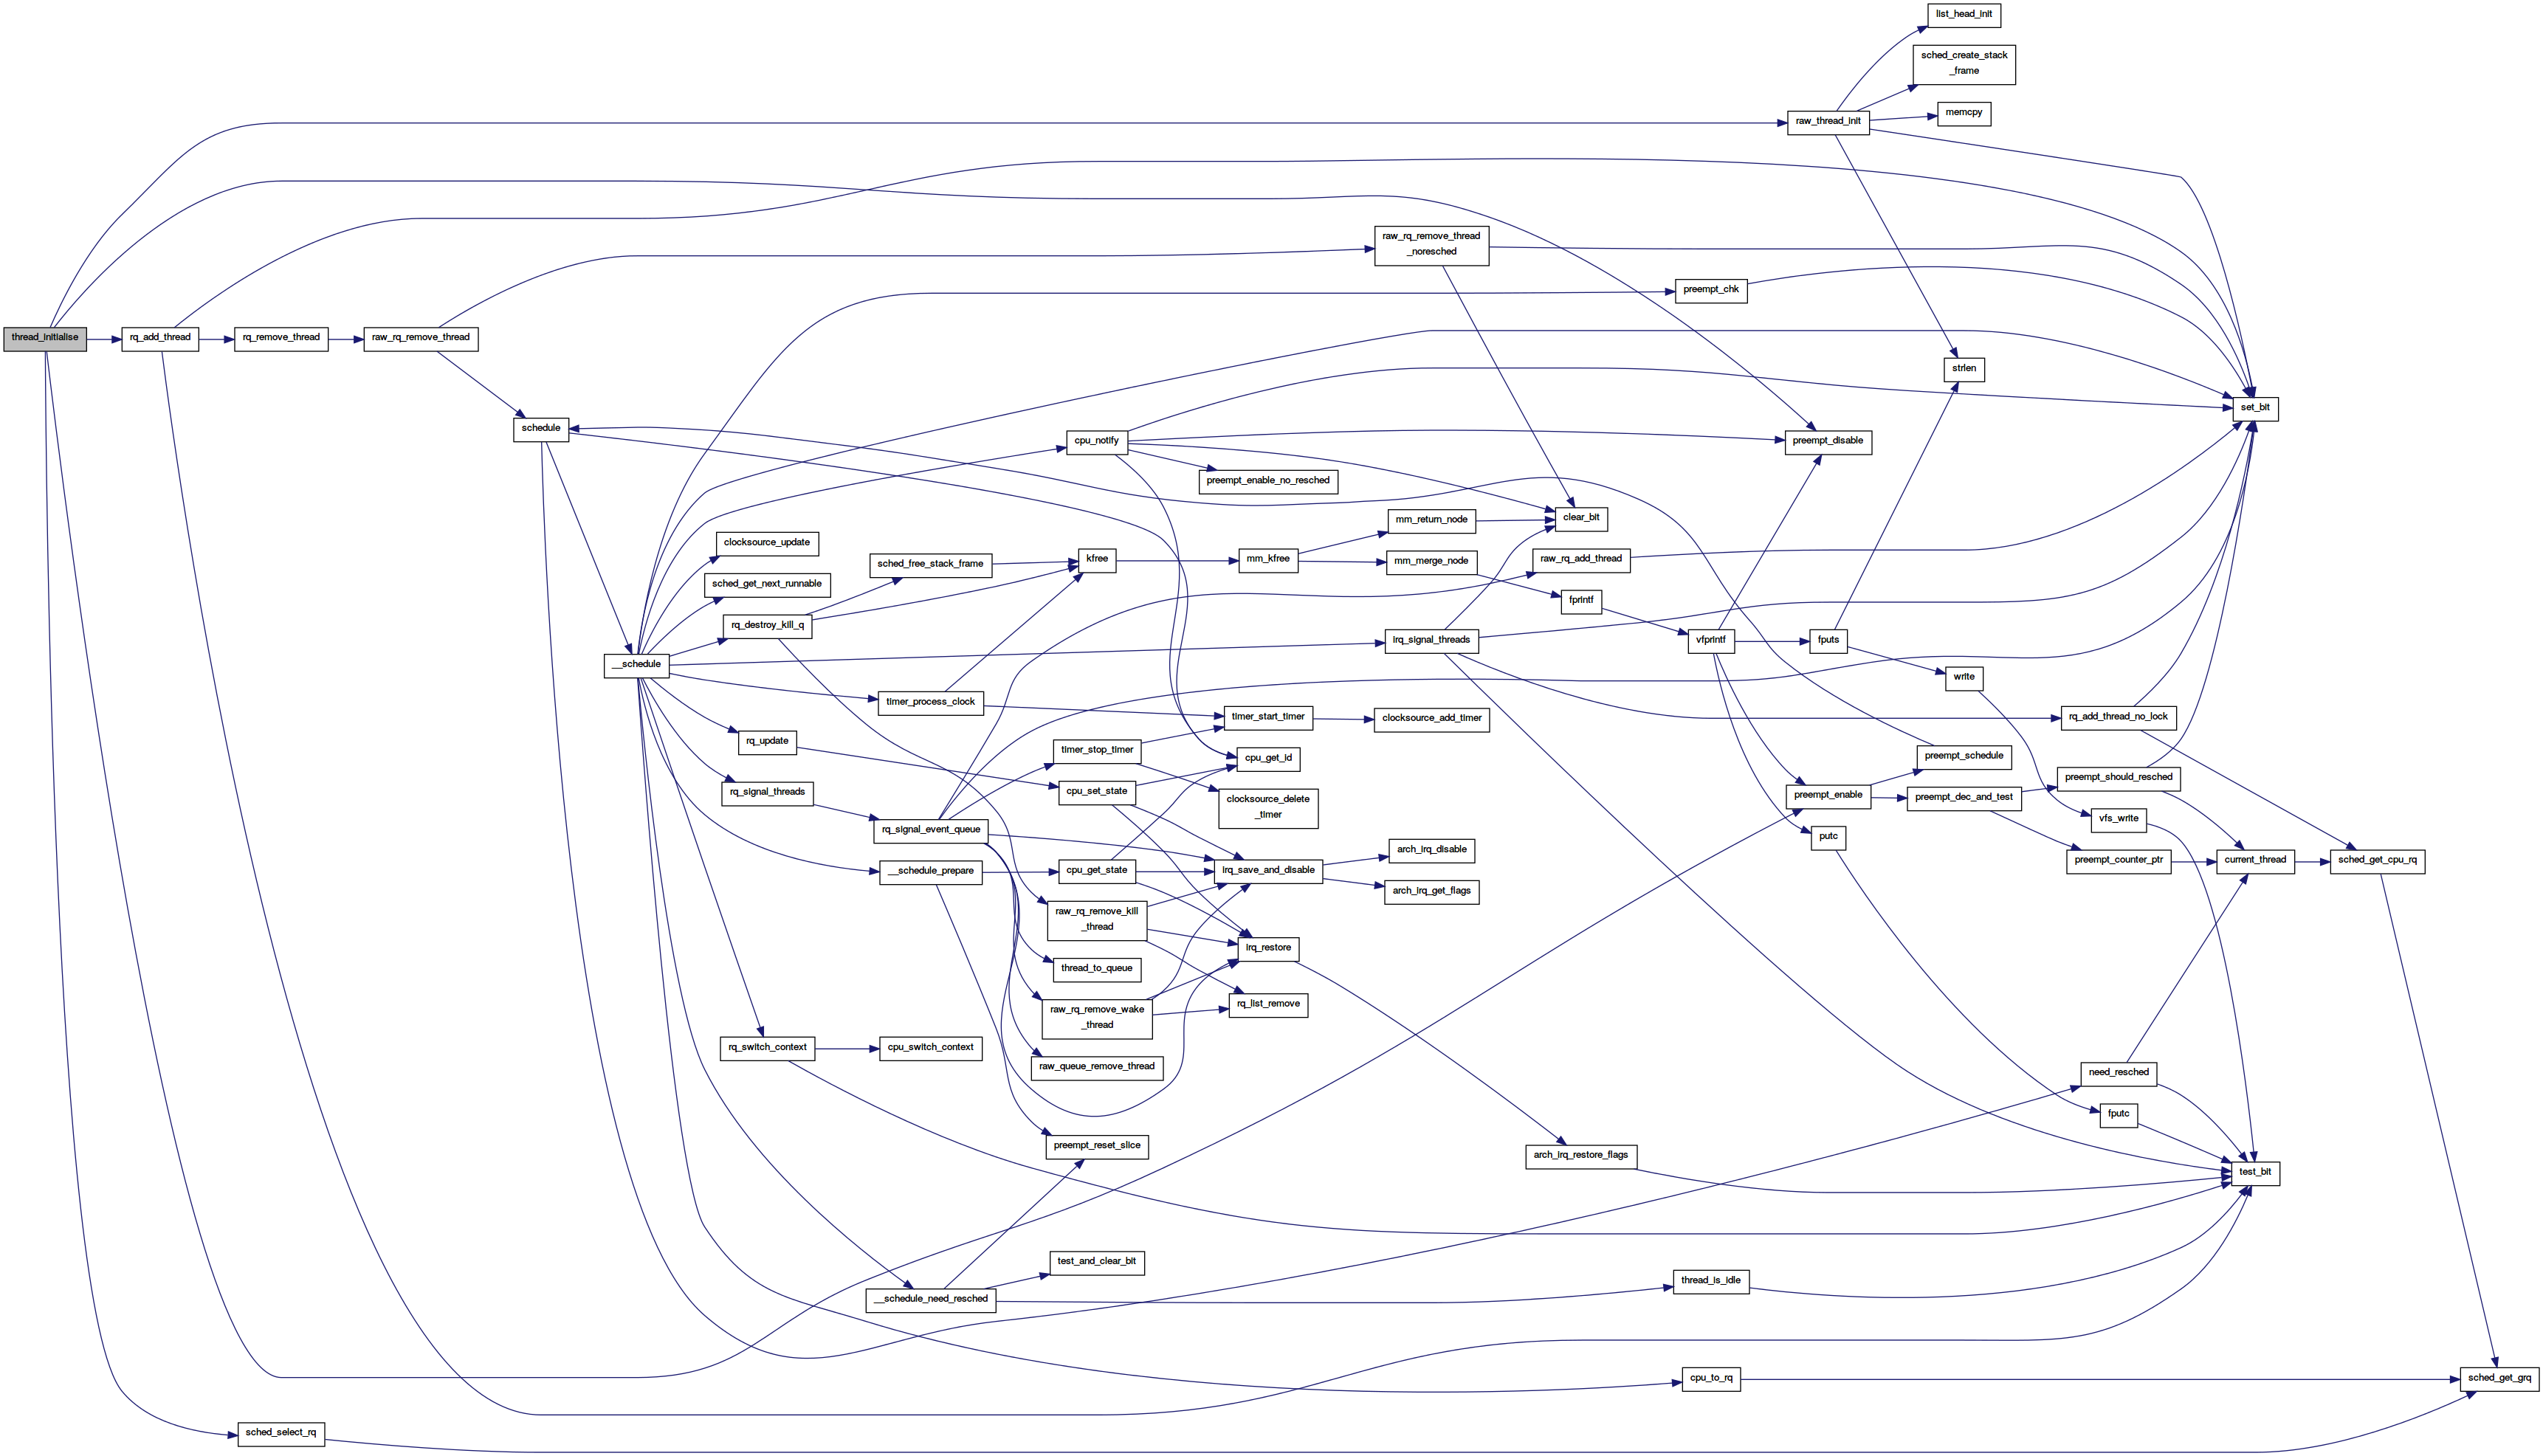 list_head_init
sched_create_stack
_frame
memcpy
raw_thread_init
raw_rq_remove_thread
_noresched
preempt_chk
thread_initialise
rq_add_thread
rq_remove_thread
raw_rq_remove_thread
strlen
set_bit
schedule
cpu_notify
preempt_disable
preempt_enable_no_resched
clocksource_update
mm_return_node
clear_bit
sched_free_stack_frame
kfree
mm_kfree
mm_merge_node
raw_rq_add_thread
sched_get_next_runnable
fprintf
rq_destroy_kill_q
irq_signal_threads
vfprintf
fputs
__schedule
write
timer_process_clock
timer_start_timer
clocksource_add_timer
rq_add_thread_no_lock
rq_update
timer_stop_timer
cpu_get_id
preempt_schedule
rq_signal_threads
cpu_set_state
clocksource_delete
_timer
preempt_enable
preempt_dec_and_test
preempt_should_resched
rq_signal_event_queue
putc
vfs_write
__schedule_prepare
cpu_get_state
irq_save_and_disable
arch_irq_disable
arch_irq_get_flags
preempt_counter_ptr
current_thread
sched_get_cpu_rq
raw_rq_remove_kill
_thread
irq_restore
thread_to_queue
raw_rq_remove_wake
_thread
rq_list_remove
rq_switch_context
cpu_switch_context
raw_queue_remove_thread
need_resched
fputc
preempt_reset_slice
arch_irq_restore_flags
test_bit
test_and_clear_bit
__schedule_need_resched
thread_is_idle
cpu_to_rq
sched_get_grq
sched_select_rq